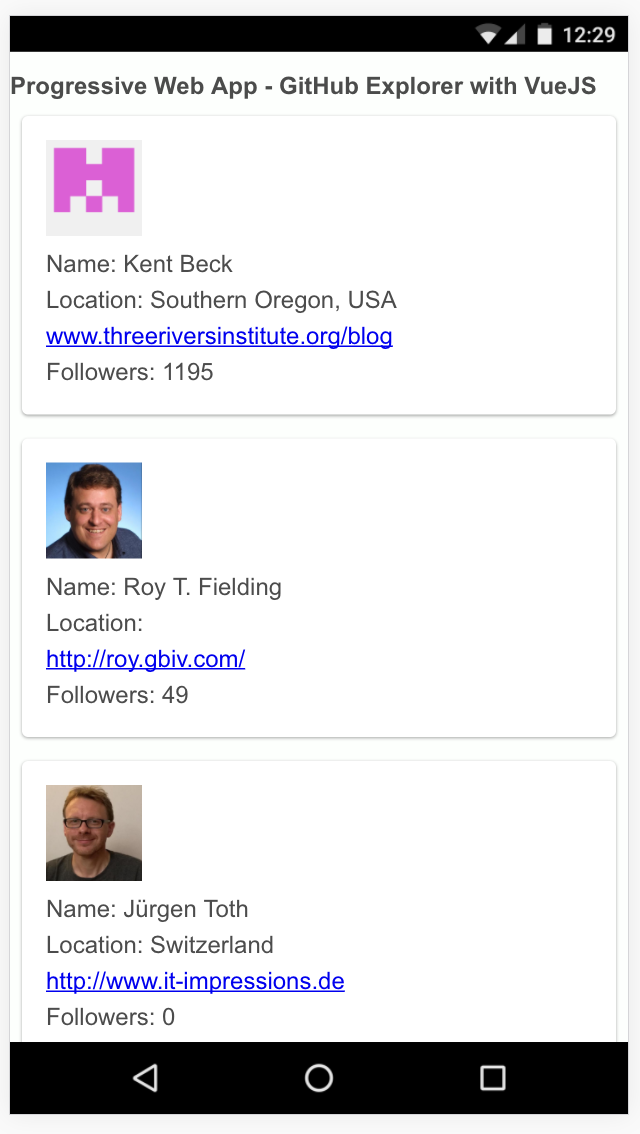 12:29
Progressive Web App - GitHub Explorer with VueJS
Name: Kent Beck
Location: Southern Oregon, USA
www.threeriversinstitute.org/blog
Followers: 1195
Name: Roy T. Fielding
Location:
http://roy.gbiv.com/
Followers: 49
Name: Jürgen Toth
Location: Switzerland
http://www.it-impressions.de
Followers: 0